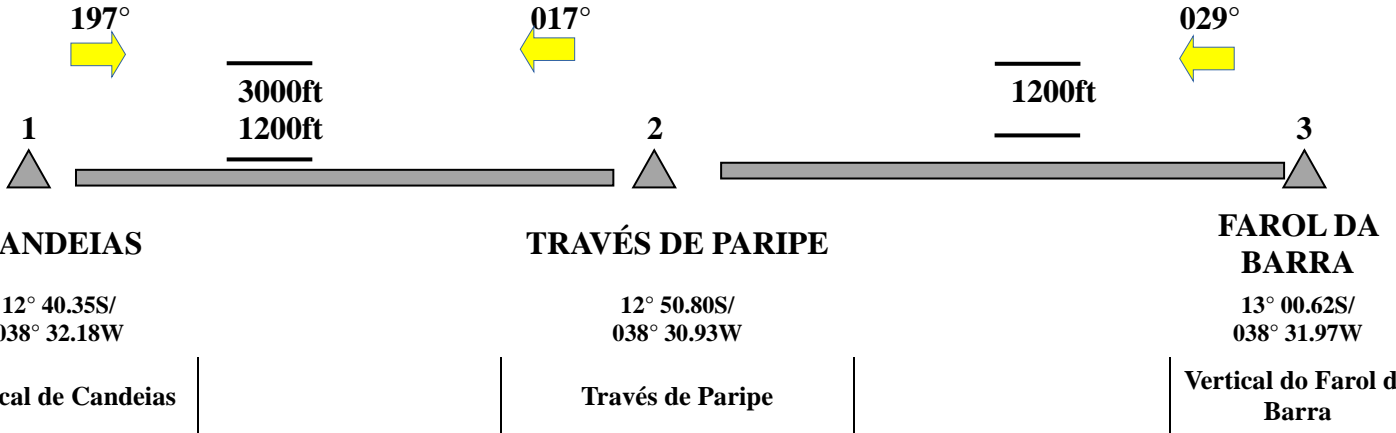 197°
017°
029°
3000ft
1200ft
1200ft
1
2
3
ANDEIAS
TRAVÉS DE PARIPE
FAROL DA
BARRA
12° 40.35S/
038° 32.18W
12° 50.80S/
038° 30.93W
13° 00.62S/
038° 31.97W
cal de Candeias
Través de Paripe
Vertical do Farol d
Barra